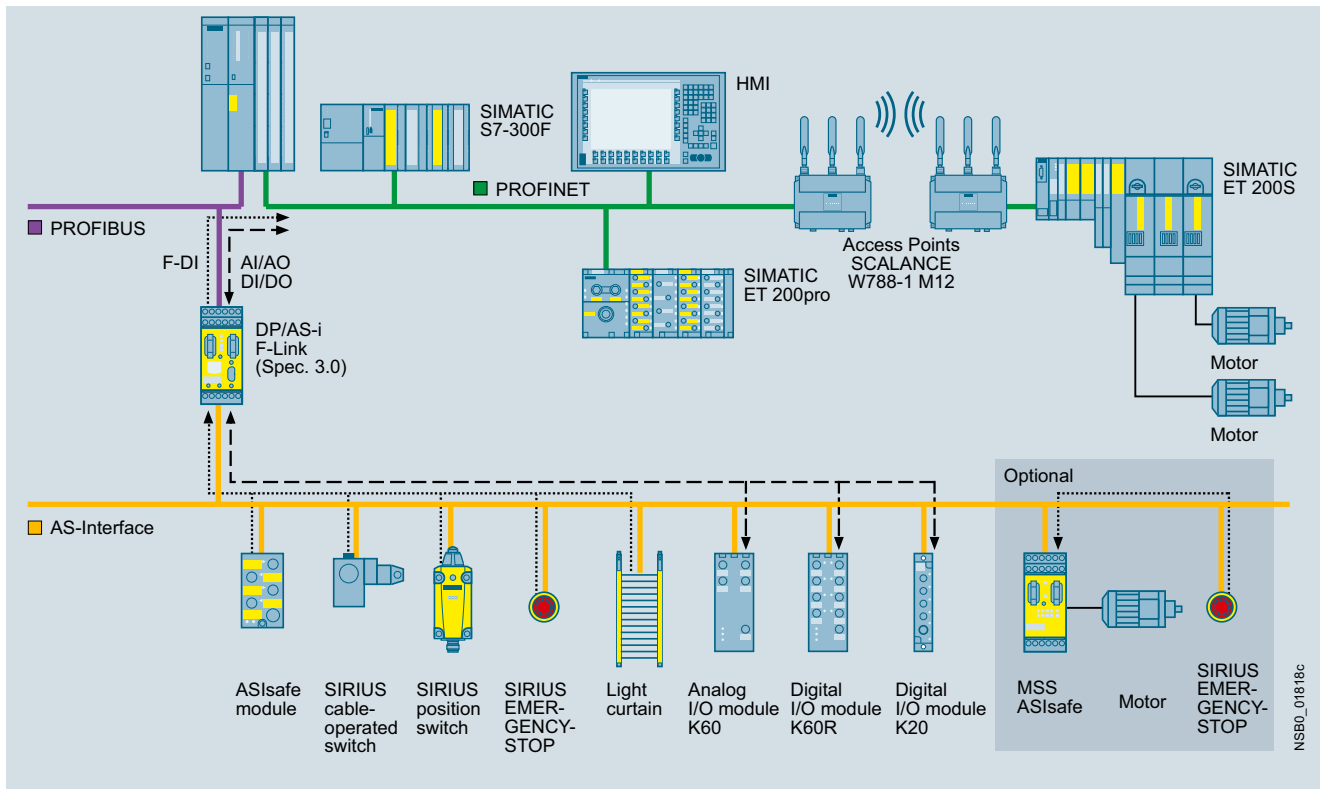 SIMATIC
S7-300F
HMI
PROFINET
SIMATIC
ET 200S
PROFIBUS
F-DI
AI/AO
DI/DO
Access Points
SCALANCE
W788-1 M12
SIMATIC
ET 200pro
DP/AS-i
F-Link
(Spec. 3.0)
Motor
Motor
Optional
AS-Interface
ASIsafe
module
SIRIUS
cable-
operated
switch
SIRIUS
position
switch
SIRIUS
EMER-
GENCY-
STOP
Light
curtain
Analog
I/O module
K60
Digital
I/O module
K60R
Digital
I/O module
K20
MSS
ASIsafe
Motor
SIRIUS
EMER-
GENCY-
STOP
NSB0_01818c